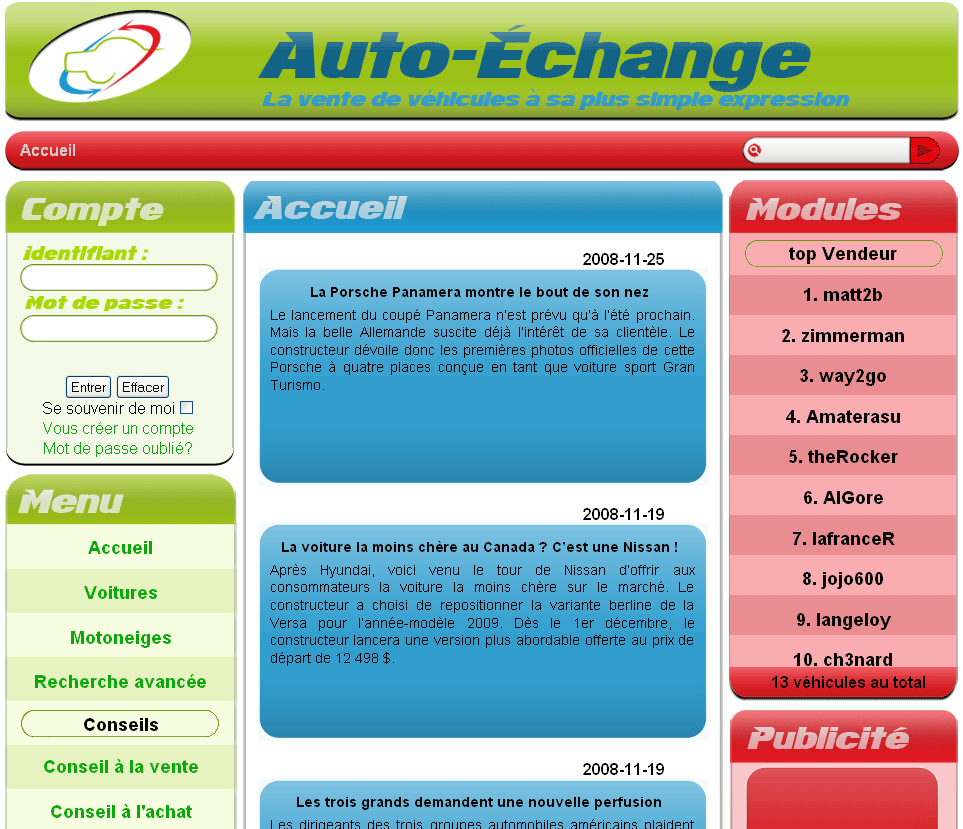 Auto-Échange
La vente de véhicules à sa plus simple expression
Accueil
Compte
identifiant :
Mot de passe :
Entrer Effacer
Se souvenir de moi
Vous créer un compte
Mot de passe oublié?
Menu
Accueil
Voitures
Motoneiges
Recherche avancée
Conseils
Conseil à la vente
Conseil à l'achat
Accueil
2008-11-25
La Porsche Panamera montre le bout de son nez
Le lancement du coupé Panamera n'est prévu qu'à l'été prochain.
Mais la belle Allemande suscite déjà l'intérêt de sa clientèle. Le
constructeur dévoile donc les premières photos officielles de cette
Porsche à quatre places conçue en tant que voiture sport Gran
Turismo.
2008-11-19
La voiture la moins chère au Canada ? C'est une Nissan !
Après Hyundai, voici venu le tour de Nissan d'offrir aux
consommateurs la voiture la moins chère sur le marché. Le
constructeur a choisi de repositionner la variante berline de la
Versa pour l'année-modèle 2009. Dès le 1er décembre, le
constructeur lancera une version plus abordable offerte au prix de
départ de 12 498 $.
2008-11-19
Les trois grands demandent une nouvelle perfusion
Les dirigeants des trois groupes automobiles américains plaident
Modules
top Vendeur
1. matt2b
2. zimmerman
3. way2go
4. Amaterasu
5. theRocker
6. AlGore
7. lafranceR
8. jojo600
9. langeloy
10. ch3nard
13 véhicules au total
Publicité